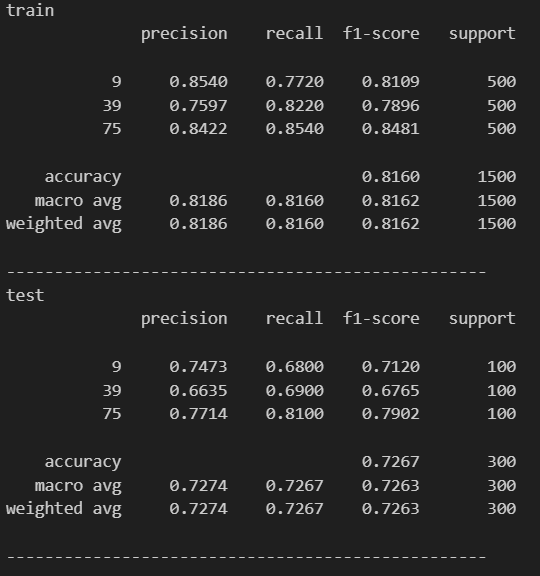 train
precision recall f1-score support
9 0.8540 0.7720 0.8109 500
39 0.7597 0.8220 0.7896 500
75 0.8422 0.8540 0.8481 500
accuracy 0.8160 1500
macro avg 0.8186 0.8160 0.8162 1500
weighted avg 0.8186 0.8160 0.8162 1500
--------------------------------------------------
test
precision recall f1-score support
9 0.7473 0.6800 0.7120 100
39 0.6635 0.6900 0.6765 100
75 0.7714 0.8100 0.7902 100
accuracy 0.7267 300
macro avg 0.7274 0.7267 0.7263 300
weighted avg 0.7274 0.7267 0.7263 300
--------------------------------------------------